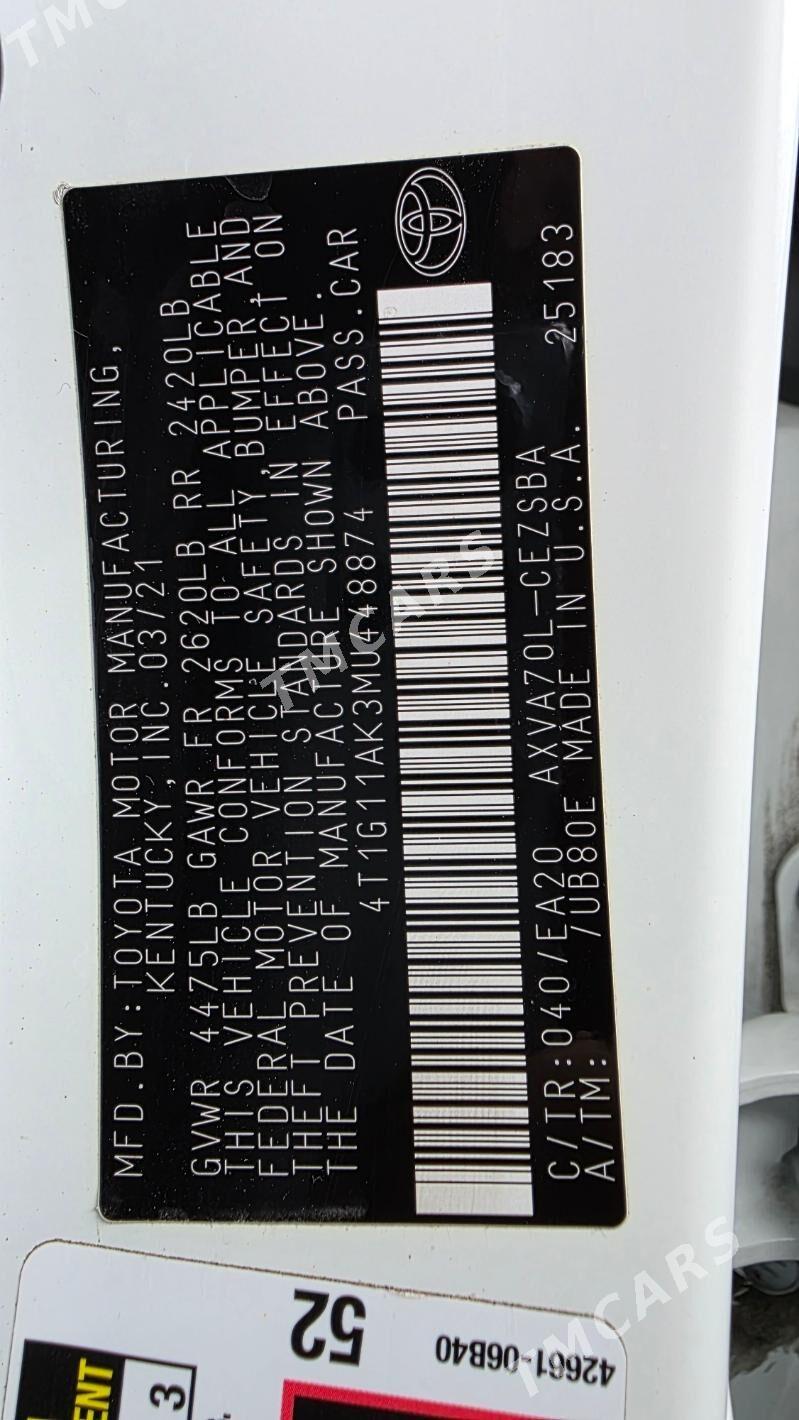 MFD.BY:TOYOTA MOTOR MANUFACTURING,
KENTUCKY,INC.03/21
GVWR 4475LB GAWR FR 2620LB RR 2420LB
THIS VEHICLE CONFORMS TO ALL APPLICABLE
FEDERAL MOTOR VEHICLE SAFETY,BUMPER,AND
THEFT PREVENTION STANDARDS IN EFFECT ON
THE DATE OF MANUFACTURE SHOWN ABOVE.
4T1G11AK3MU448874 PASS.CAR
C/TR:040/EA20 AXVA70L-CEZSBA
A/TM: /UB80E MADE IN U.S.A. 25183
52
42661-06B40
3
TMCARS
TMCARS